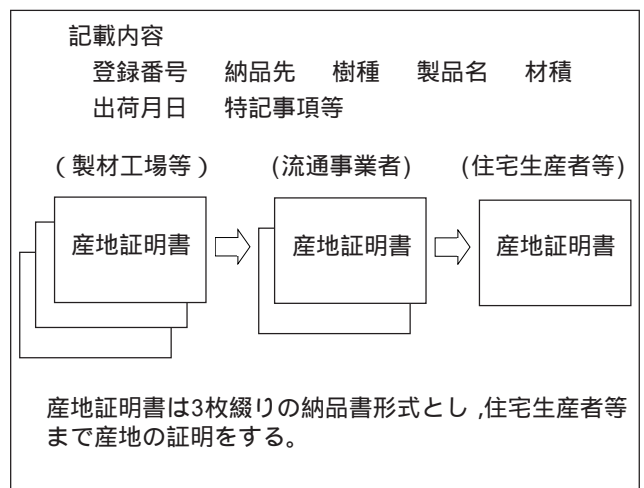 記載内容
登録番号 納品先 樹種 製品名 材積
出荷月日 特記事項等
(製材工場等) (流通事業者) (住宅生産者等)
産地証明書 産地証明書 産地証明書
産地証明書は3枚綴りの納品書形式とし,住宅生産者等
まで産地の証明をする。